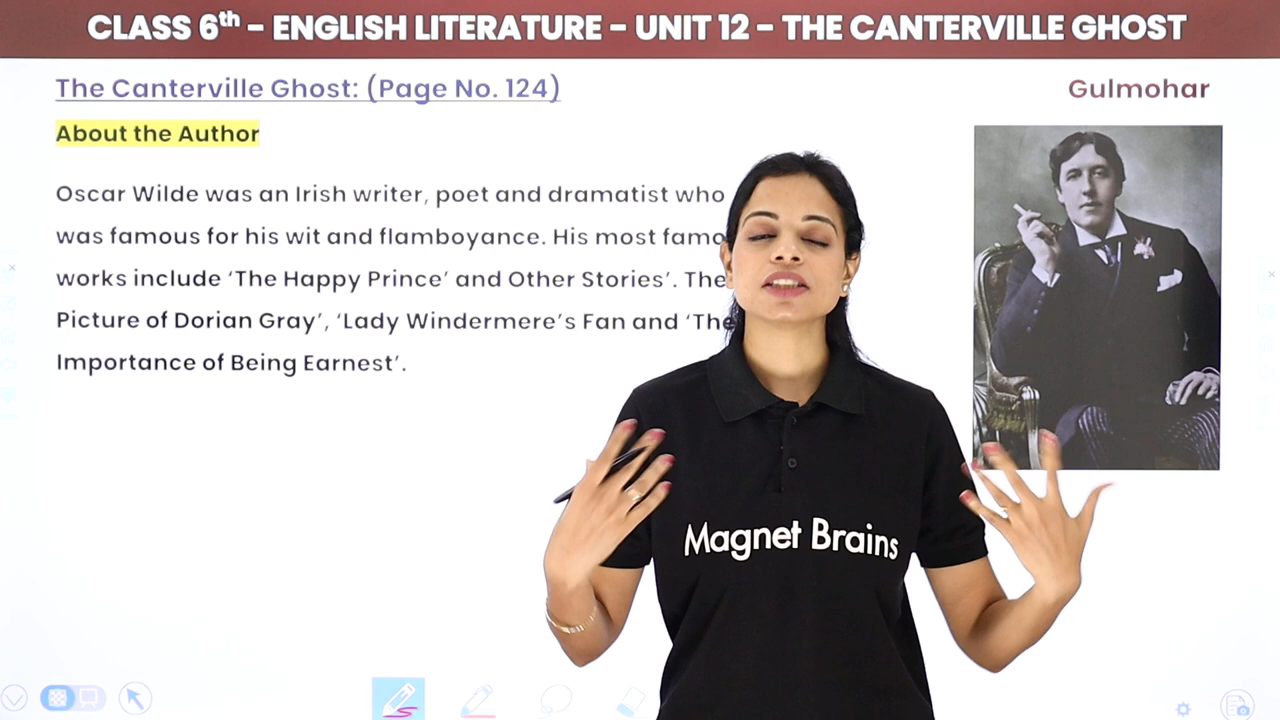 CLASS 6th - ENGLISH LITERATURE - UNIT 12 - THE CANTERVILLE GHOST
The Canterville Ghost: (Page No. 124)
Gulmohar
About the Author
Oscar Wilde was an Irish writer, poet and dramatist who
was famous for his wit and flamboyance. His most famo
works include ‘The Happy Prince’ and Other Stories’. The
Picture of Dorian Gray’, ‘Lady Windermere’s Fan and ‘The
Importance of Being Earnest’.
Magnet Brains